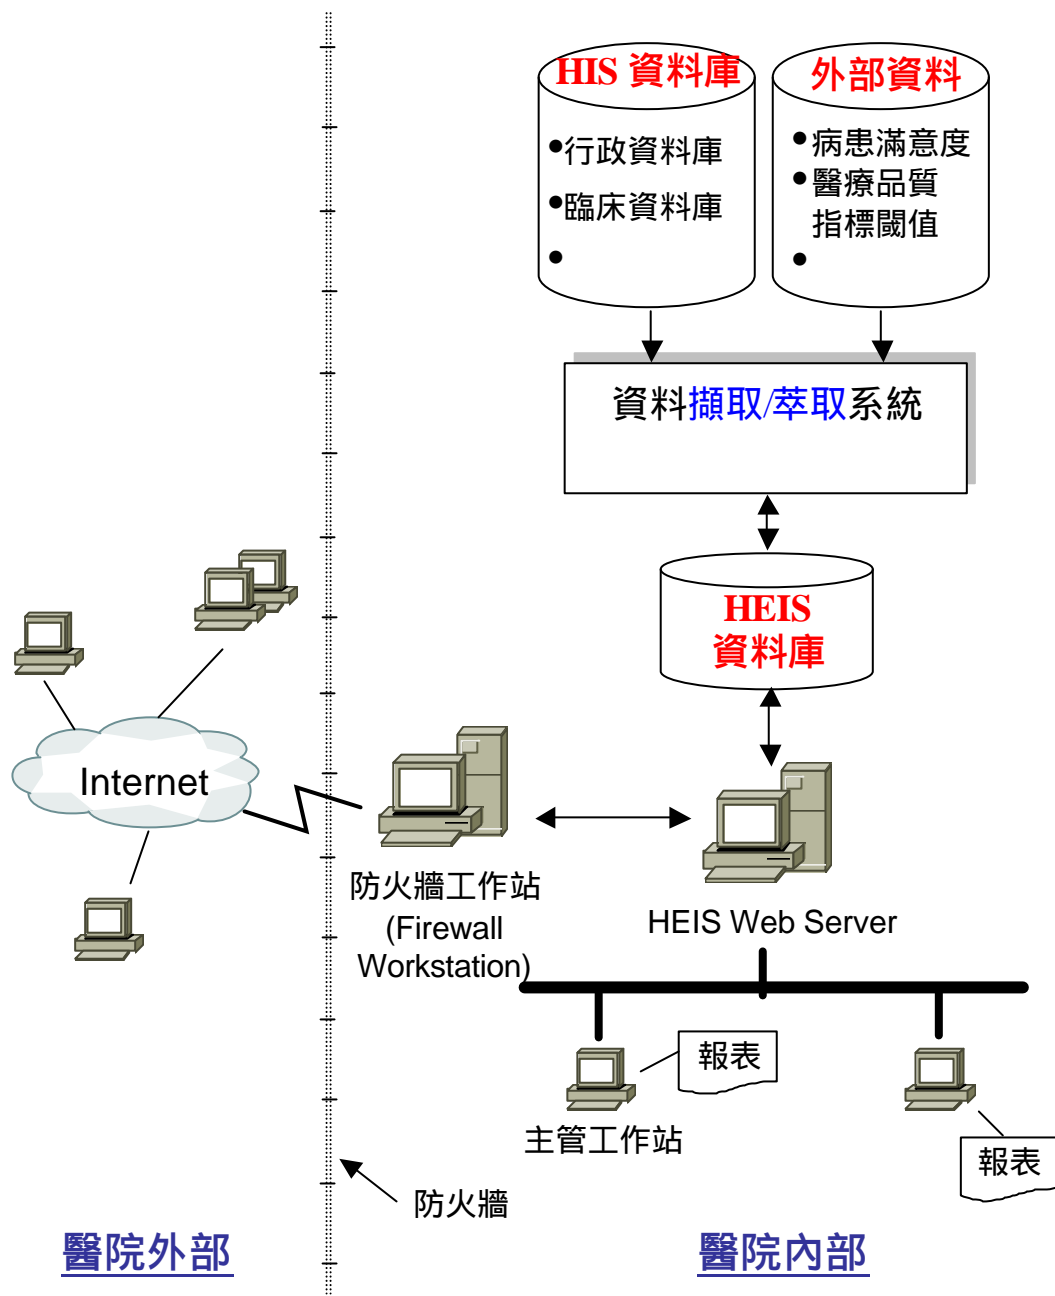 HIS 資料庫
•行政資料庫
•臨床資料庫
•
外部資料
•病患滿意度
•醫療品質
指標閾值
•
資料擷取/萃取系統
HEIS
資料庫
Internet
防火牆工作站
(Firewall
Workstation)
HEIS Web Server
報表
主管工作站
報表
防火牆
醫院外部
醫院內部